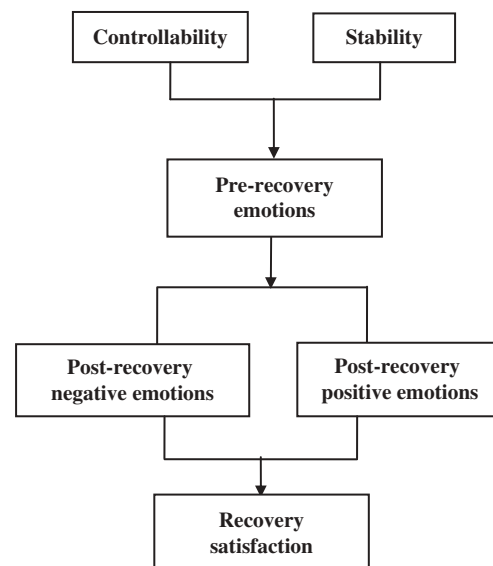 Controllability
Stability
Pre-recovery
emotions
Post-recovery
negative emotions
Post-recovery
positive emotions
Recovery
satisfaction